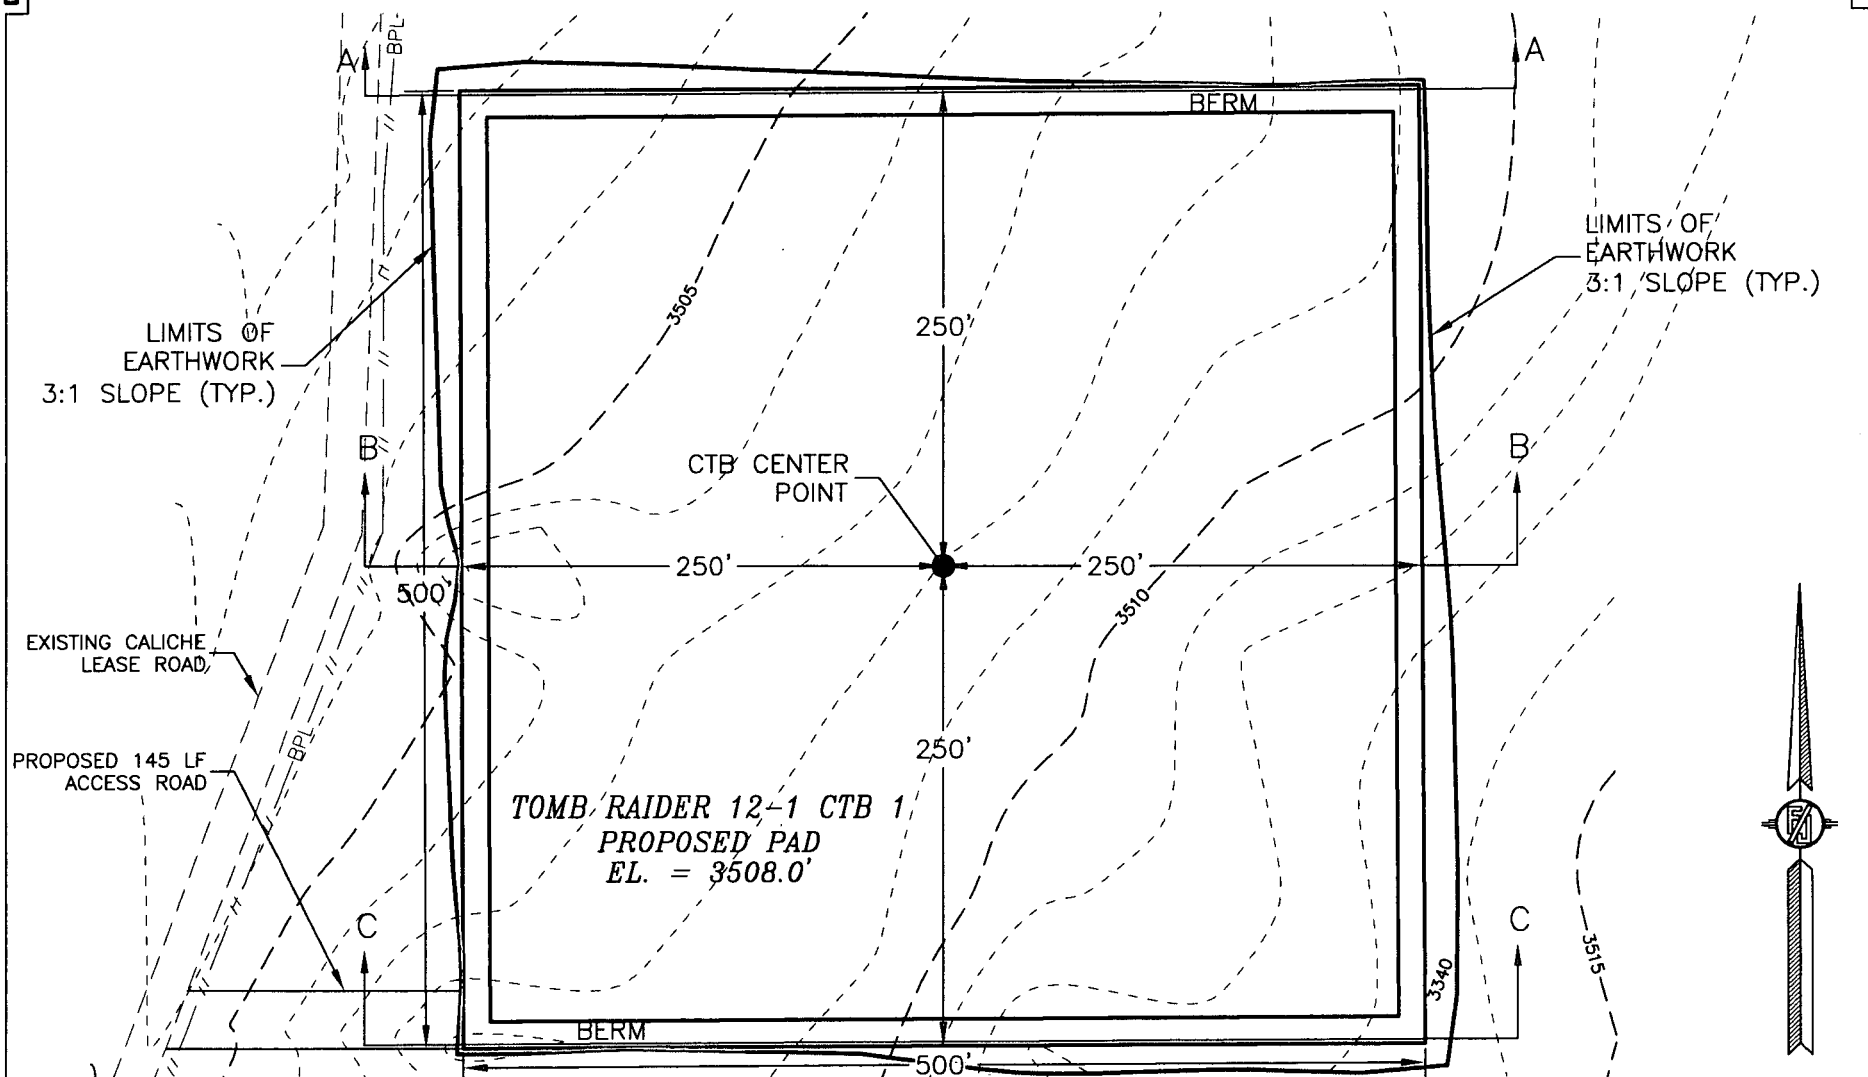 BPL
A
A
BERM
LIMITS OF
EARTHWORK
3:1 SLOPE (TYP.)
3505
250'
LIMITS OF
EARTHWORK
3:1 SLOPE (TYP.)
B
B
CTB CENTER
POINT
250'
250'
500'
3510
EXISTING CALICHE
LEASE ROAD
BPL
250'
PROPOSED 145 LF
ACCESS ROAD
TOMB RAIDER 12-1 CTB 1
PROPOSED PAD
EL. = 3508.0'
C
C
3515
3340
BERM
500'